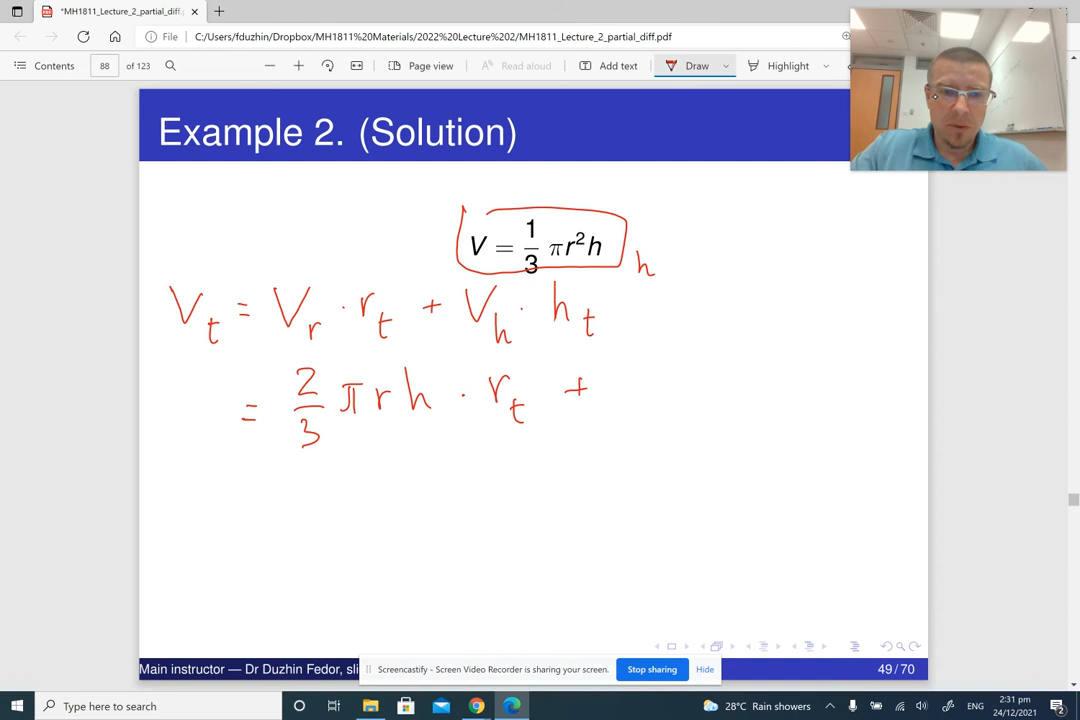 *MH1811_Lecture_2_partial_diff.p
File
C:/Users/fduzhin/Dropbox/MH1811%20Materials/2022%20Lecture%202/MH1811_Lecture_2_partial_diff.pdf
Contents
88 of 123
Page view
Read aloud
Add text
Draw
Highlight
Example 2. (Solution)
V = 1/3 πr²h
h
V_t = V_r · r_t + V_h · h_t
= 2/3 π r h · r_t +
Main instructor — Dr Duzhin Fedor, sli
49/70
Screencastify - Screen Video Recorder is sharing your screen.
Stop sharing
Hide
Type here to search
28°C Rain showers
ENG
2:31 pm
24/12/2021
2